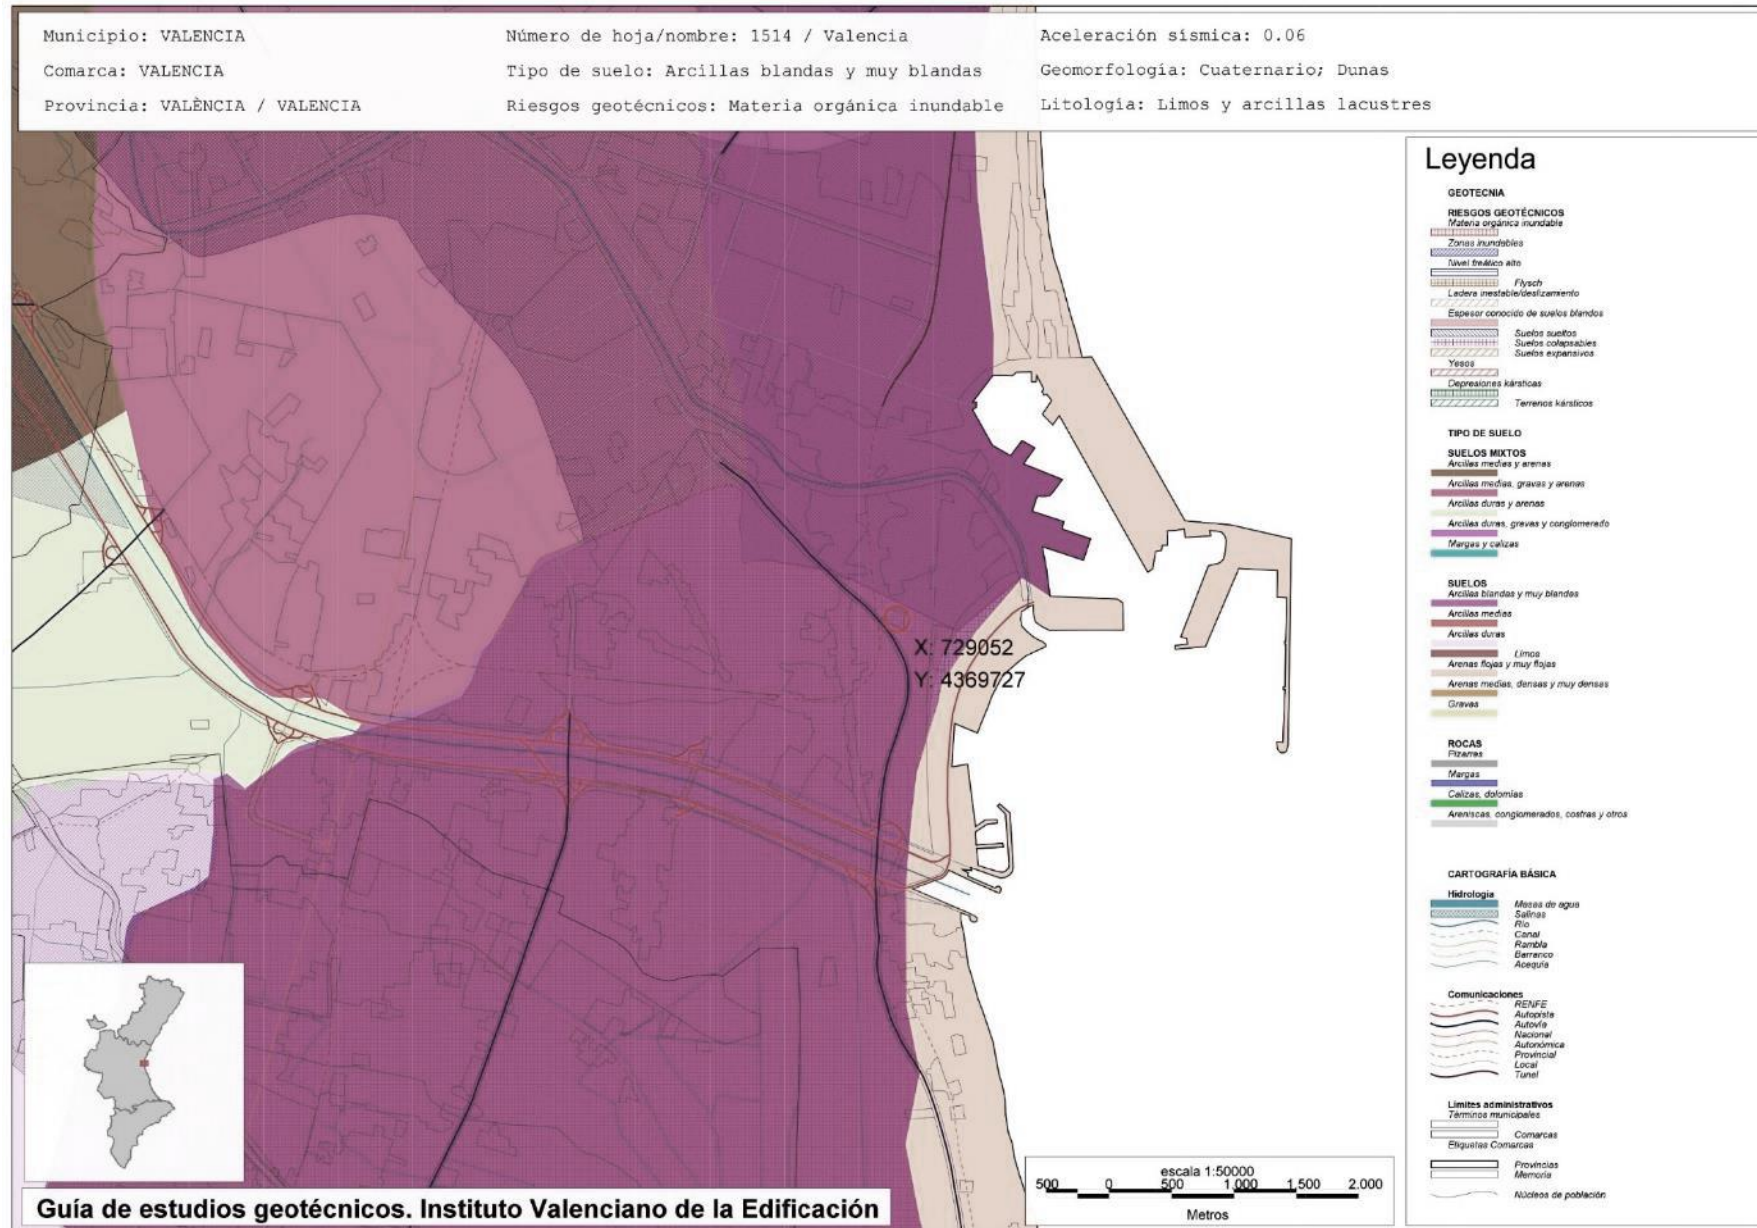 Municipio: VALENCIA
Número de hoja/nombre: 1514 / Valencia
Aceleración sísmica: 0.06
Comarca: VALENCIA
Tipo de suelo: Arcillas blandas y muy blandas
Geomorfología: Cuaternario; Dunas
Provincia: VALÈNCIA / VALENCIA
Riesgos geotécnicos: Materia orgánica inundable
Litología: Limos y arcillas lacustres
X: 729052
Y: 4369727
Leyenda
GEOTECNIA
RIESGOS GEOTÉCNICOS
Materia orgánica inundable
Zonas inundables
Nivel freático alto
Flysch
Ladera inestable/deslizamiento
Espesor conocido de suelos blandos
Suelos sueltos
Suelos colapsables
Suelos expansivos
Yesos
Depresiones kársticas
Terrenos kársticos
TIPO DE SUELO
SUELOS MIXTOS
Arcillas medias y arenas
Arcillas medias, gravas y arenas
Arcillas duras y arenas
Arcillas duras, gravas y conglomerado
Margas y calizas
SUELOS
Arcillas blandas y muy blandas
Arcillas medias
Arcillas duras
Limos
Arenas flojas y muy flojas
Arenas medias, densas y muy densas
Gravas
ROCAS
Pizarras
Margas
Calizas, dolomías
Areniscas, conglomerados, costras y otros
CARTOGRAFÍA BÁSICA
Hidrología
Masas de agua
Salinas
Río
Canal
Rambla
Barranco
Acequia
Comunicaciones
RENFE
Autopista
Autovía
Nacional
Autonómica
Provincial
Local
Tunel
Límites administrativos
Términos municipales
Comarcas
Etiquetas Comarcas
Provincias
Memoria
Núcleos de población
escala 1:50000
500 0 500 1.000 1.500 2.000
Metros
Guía de estudios geotécnicos. Instituto Valenciano de la Edificación